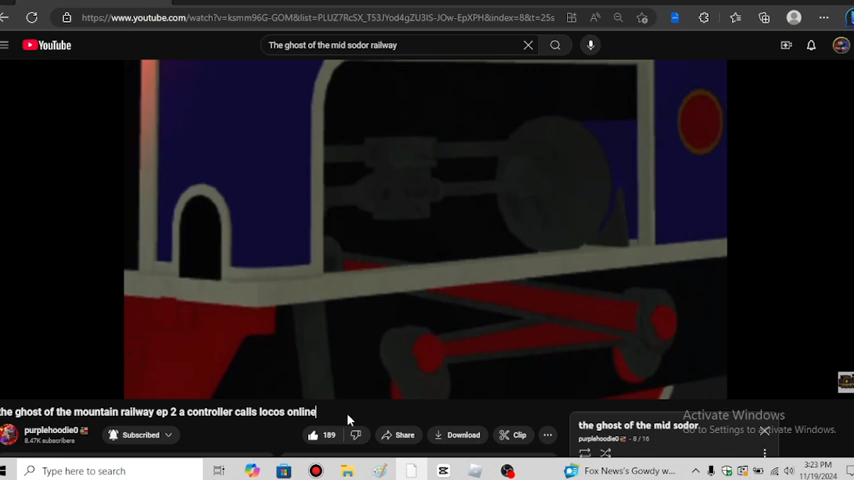 https://www.youtube.com/watch?v=ksmm96G-GOM&list=PLUZ7RcSX_T53JYod4gZU3IS-JOw-EpXPH&index=8&t=25s
YouTube
The ghost of the mid sodor railway
the ghost of the mountain railway ep 2 a controller calls locos online
purplehoodie0
8.47K subscribers
Subscribed
189
Share
Download
Clip
the ghost of the mid sodor
purplehoodie0 - 8 / 16
Activate Windows
Go to Settings to Activate Windows.
Type here to search
Fox News's Gowdy w...
3:23 PM
11/19/2024